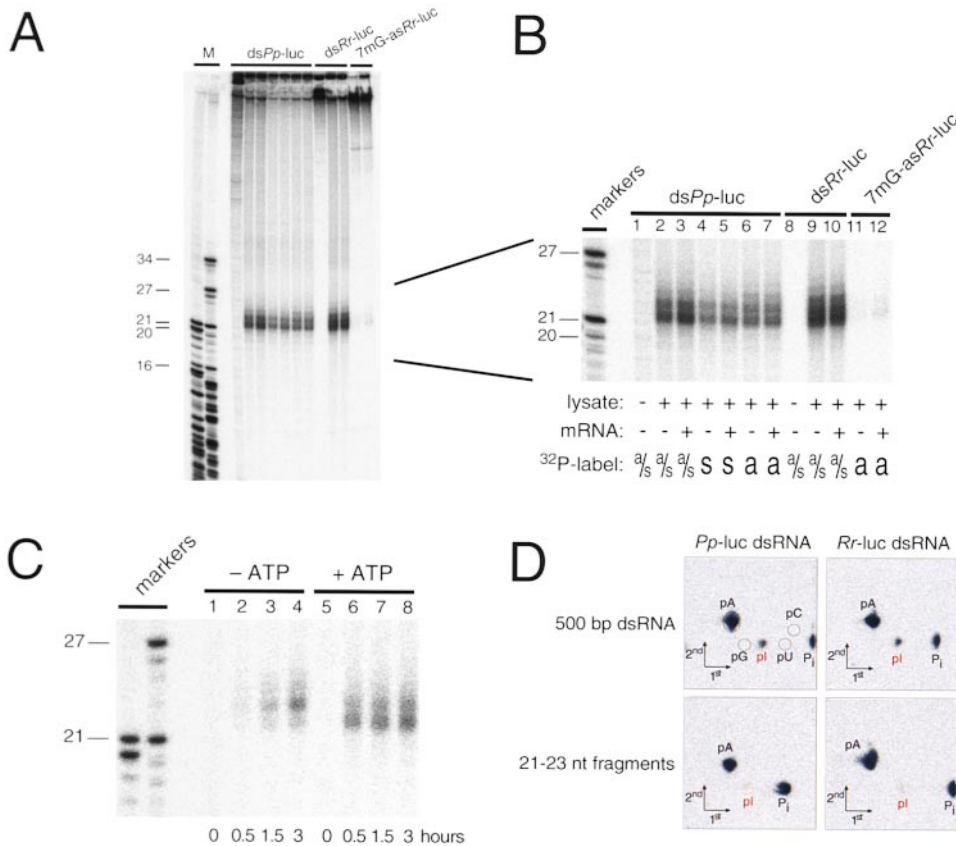 A
M
dsPp-luc
dsRr-luc
7mG-asRr-luc
34
27
21
20
16
B
markers
dsPp-luc
dsRr-luc
7mG-asRr-luc
1 2 3 4 5 6 7 8 9 10 11 12
27
21
20
lysate: - + + + + + + - + + + +
mRNA: - - + - + - + - - + - +
32P-label: a/s a/s a/s s s a a a/s a/s a/s a a
C
markers
– ATP
+ ATP
1 2 3 4 5 6 7 8
27
21
0 0.5 1.5 3 0 0.5 1.5 3 hours
D
Pp-luc dsRNA
Rr-luc dsRNA
500 bp dsRNA
pA
pC
pG
pI
pU
Pi
2nd
1st
pA
pI
Pi
2nd
1st
21-23 nt fragments
pA
pI
Pi
2nd
1st
pA
pI
Pi
2nd
1st